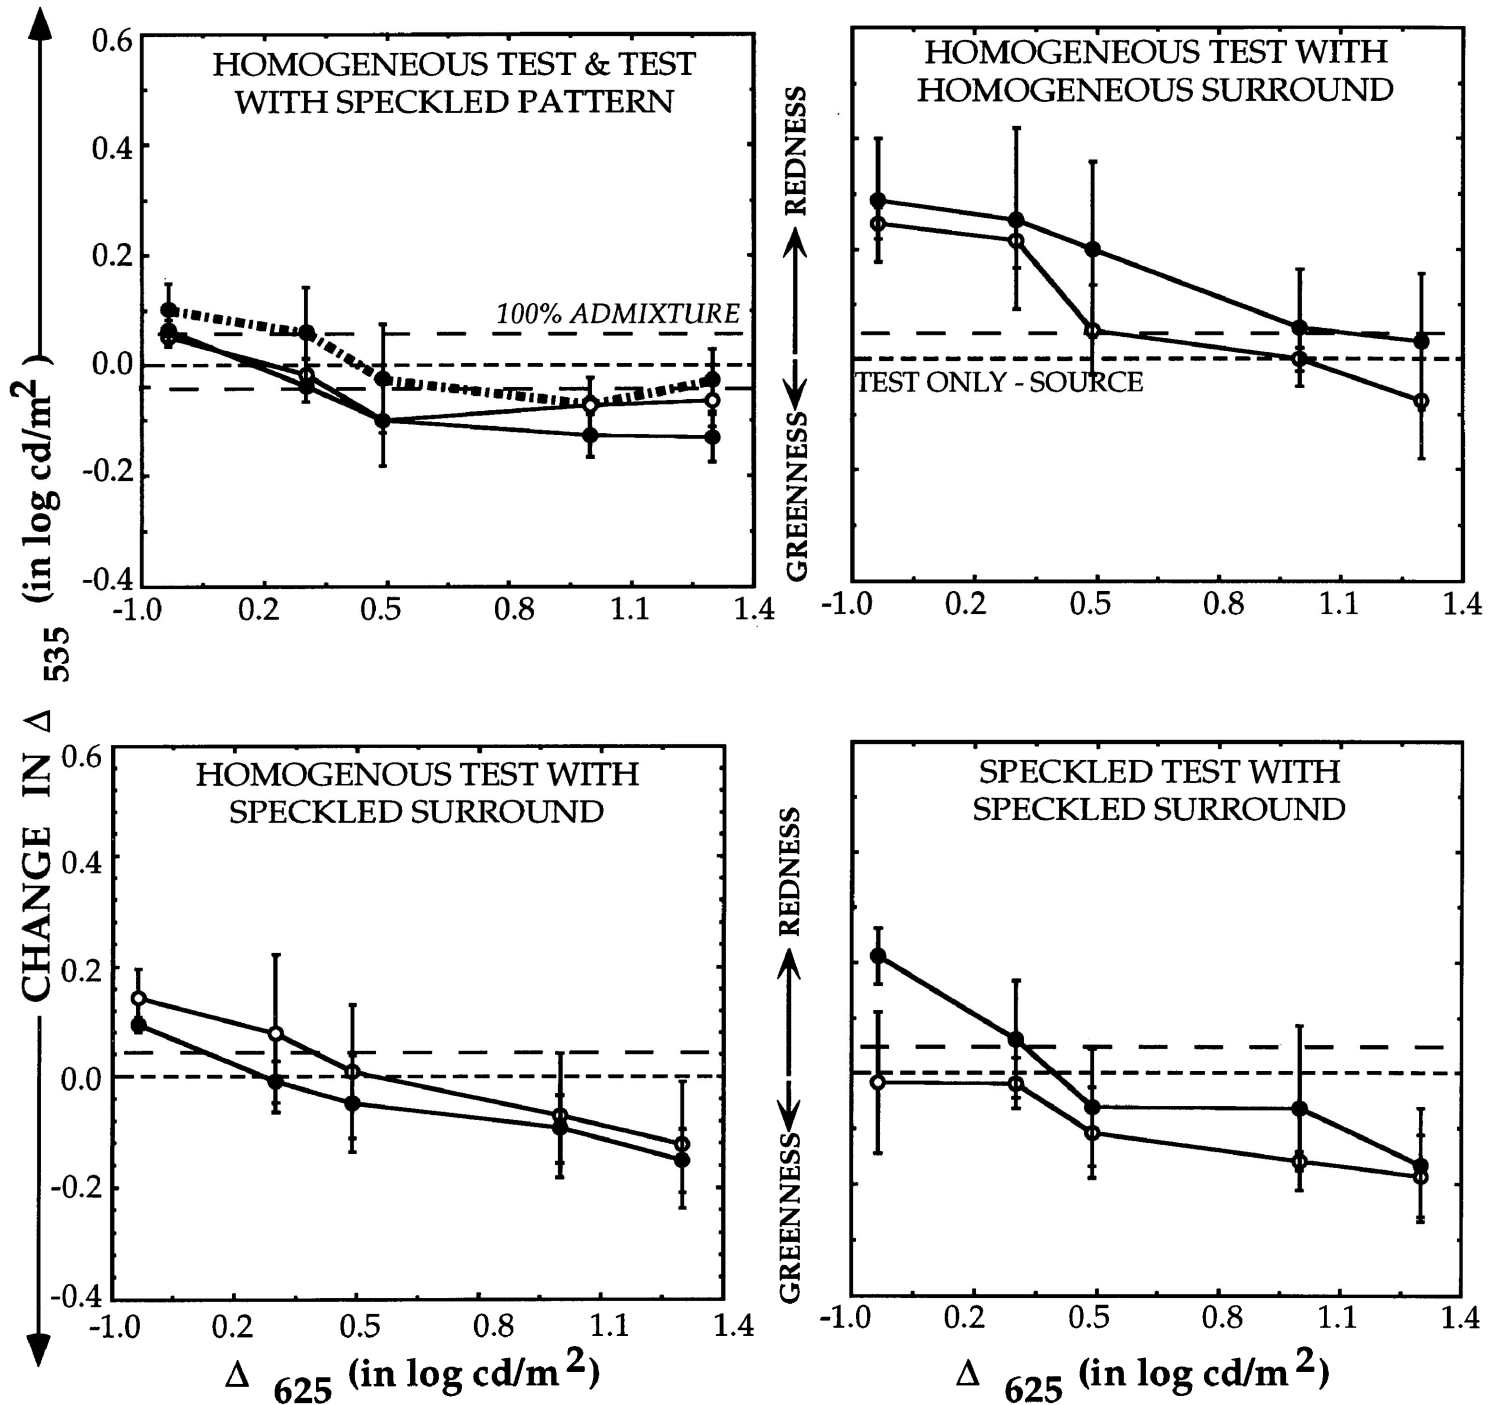 CHANGE IN Δ 535 (in log cd/m2)
HOMOGENEOUS TEST & TEST
WITH SPECKLED PATTERN
100% ADMIXTURE
0.6
0.4
0.2
0.0
-0.2
-0.4
-1.0 0.2 0.5 0.8 1.1 1.4
GREENNESS REDNESS
HOMOGENEOUS TEST WITH
HOMOGENEOUS SURROUND
TEST ONLY - SOURCE
-1.0 0.2 0.5 0.8 1.1 1.4
HOMOGENOUS TEST WITH
SPECKLED SURROUND
0.6
0.4
0.2
0.0
-0.2
-0.4
-1.0 0.2 0.5 0.8 1.1 1.4
Δ 625 (in log cd/m2)
GREENNESS REDNESS
SPECKLED TEST WITH
SPECKLED SURROUND
-1.0 0.2 0.5 0.8 1.1 1.4
Δ 625 (in log cd/m2)